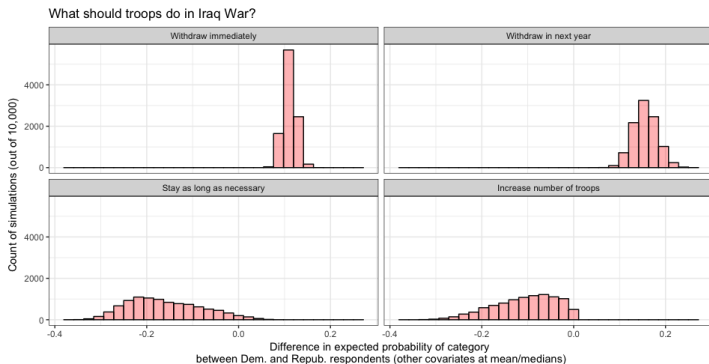 What should troops do in Iraq War?
Withdraw immediately
Withdraw in next year
4000
2000
0
Stay as long as necessary
Increase number of troops
4000
2000
0
Count of simulations (out of 10,000)
-0.4
-0.2
0.0
0.2
-0.4
-0.2
0.0
0.2
Difference in expected probability of category
between Dem. and Repub. respondents (other covariates at mean/medians)